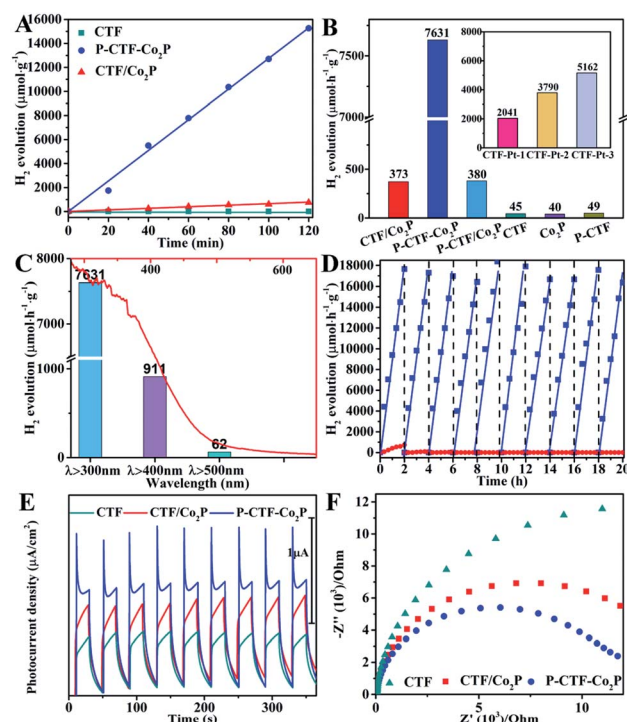 A
CTF
P-CTF-Co₂P
CTF/Co₂P
H₂ evolution (μmol·g⁻¹)
16000
14000
12000
10000
8000
6000
4000
2000
0
0 20 40 60 80 100 120
Time (min)
B
H₂ evolution (μmol·h⁻¹·g⁻¹)
7500
7000
500
0
373
7631
380
45
40
49
CTF/Co₂P
P-CTF-Co₂P
P-CTF/Co₂P
CTF
Co₂P
P-CTF
2041
3790
5162
CTF-Pt-1 CTF-Pt-2 CTF-Pt-3
C
400 600
H₂ evolution (μmol·h⁻¹·g⁻¹)
8000
7000
1000
0
7631
911
62
λ>300nm λ>400nm λ>500nm
Wavelength (nm)
D
H₂ evolution (μmol·h⁻¹·g⁻¹)
18000
16000
14000
12000
10000
8000
6000
4000
2000
0
0 2 4 6 8 10 12 14 16 18 20
Time (h)
E
CTF CTF/Co₂P P-CTF-Co₂P
1μA
Photocurrent density (μA/cm²)
0 50 100 150 200 250 300 350
Time (s)
F
-Z'' (10³)/Ohm
12
10
8
6
4
2
0
0 5 10
CTF CTF/Co₂P P-CTF-Co₂P
Z' (10³)/Ohm